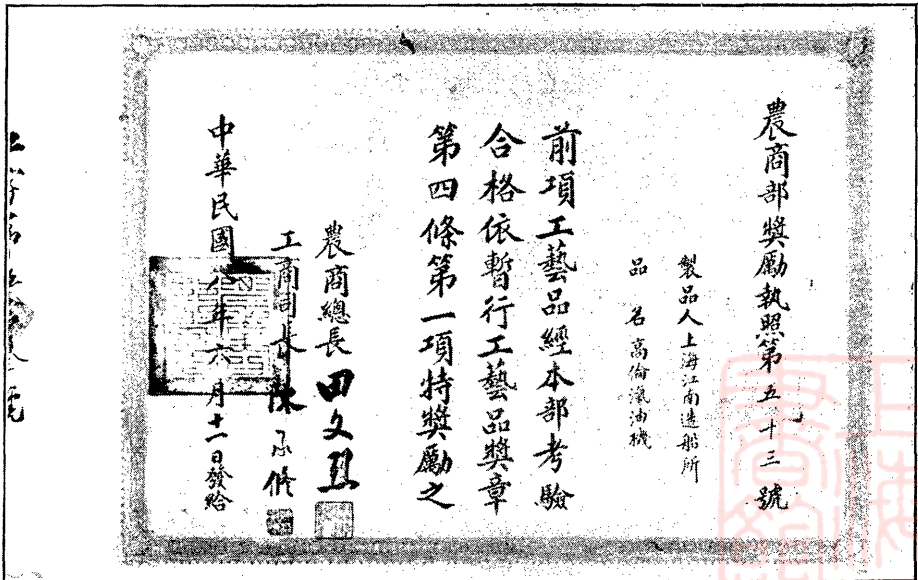 農商部獎勵執照第五十三號
製品人上海江南造船所
品名高倫滊油機
前項工藝品經本部考驗
合格依暫行工藝品獎章
第四條第一項特獎勵之
農商總長田文烈
工商司長陳承修
中華民國八年六月十一日發給